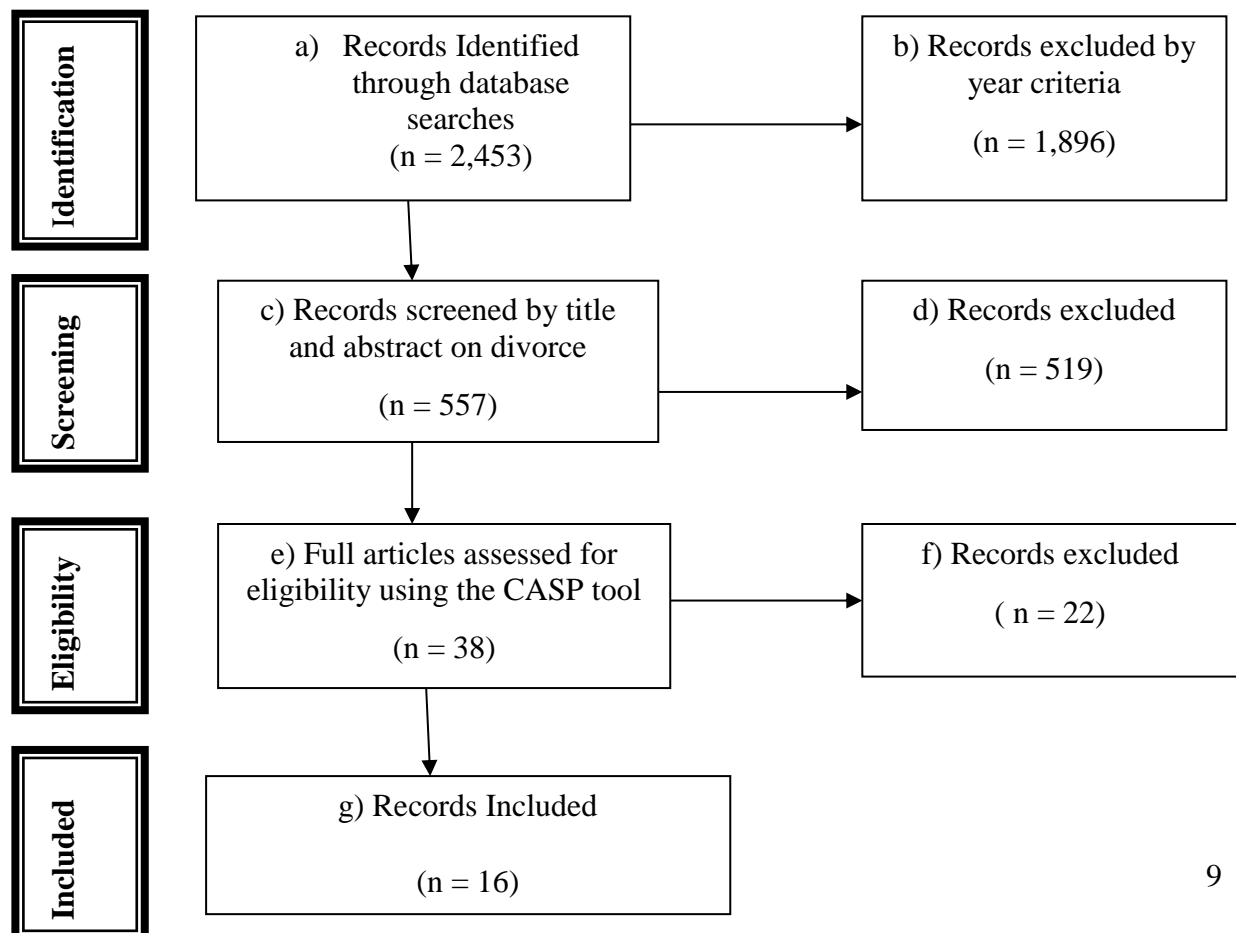 Identification
a) Records Identified
through database
searches
(n = 2,453)
b) Records excluded by
year criteria
(n = 1,896)
Screening
c) Records screened by title
and abstract on divorce
(n = 557)
d) Records excluded
(n = 519)
Eligibility
e) Full articles assessed for
eligibility using the CASP tool
(n = 38)
f) Records excluded
( n = 22)
Included
g) Records Included
(n = 16)
9